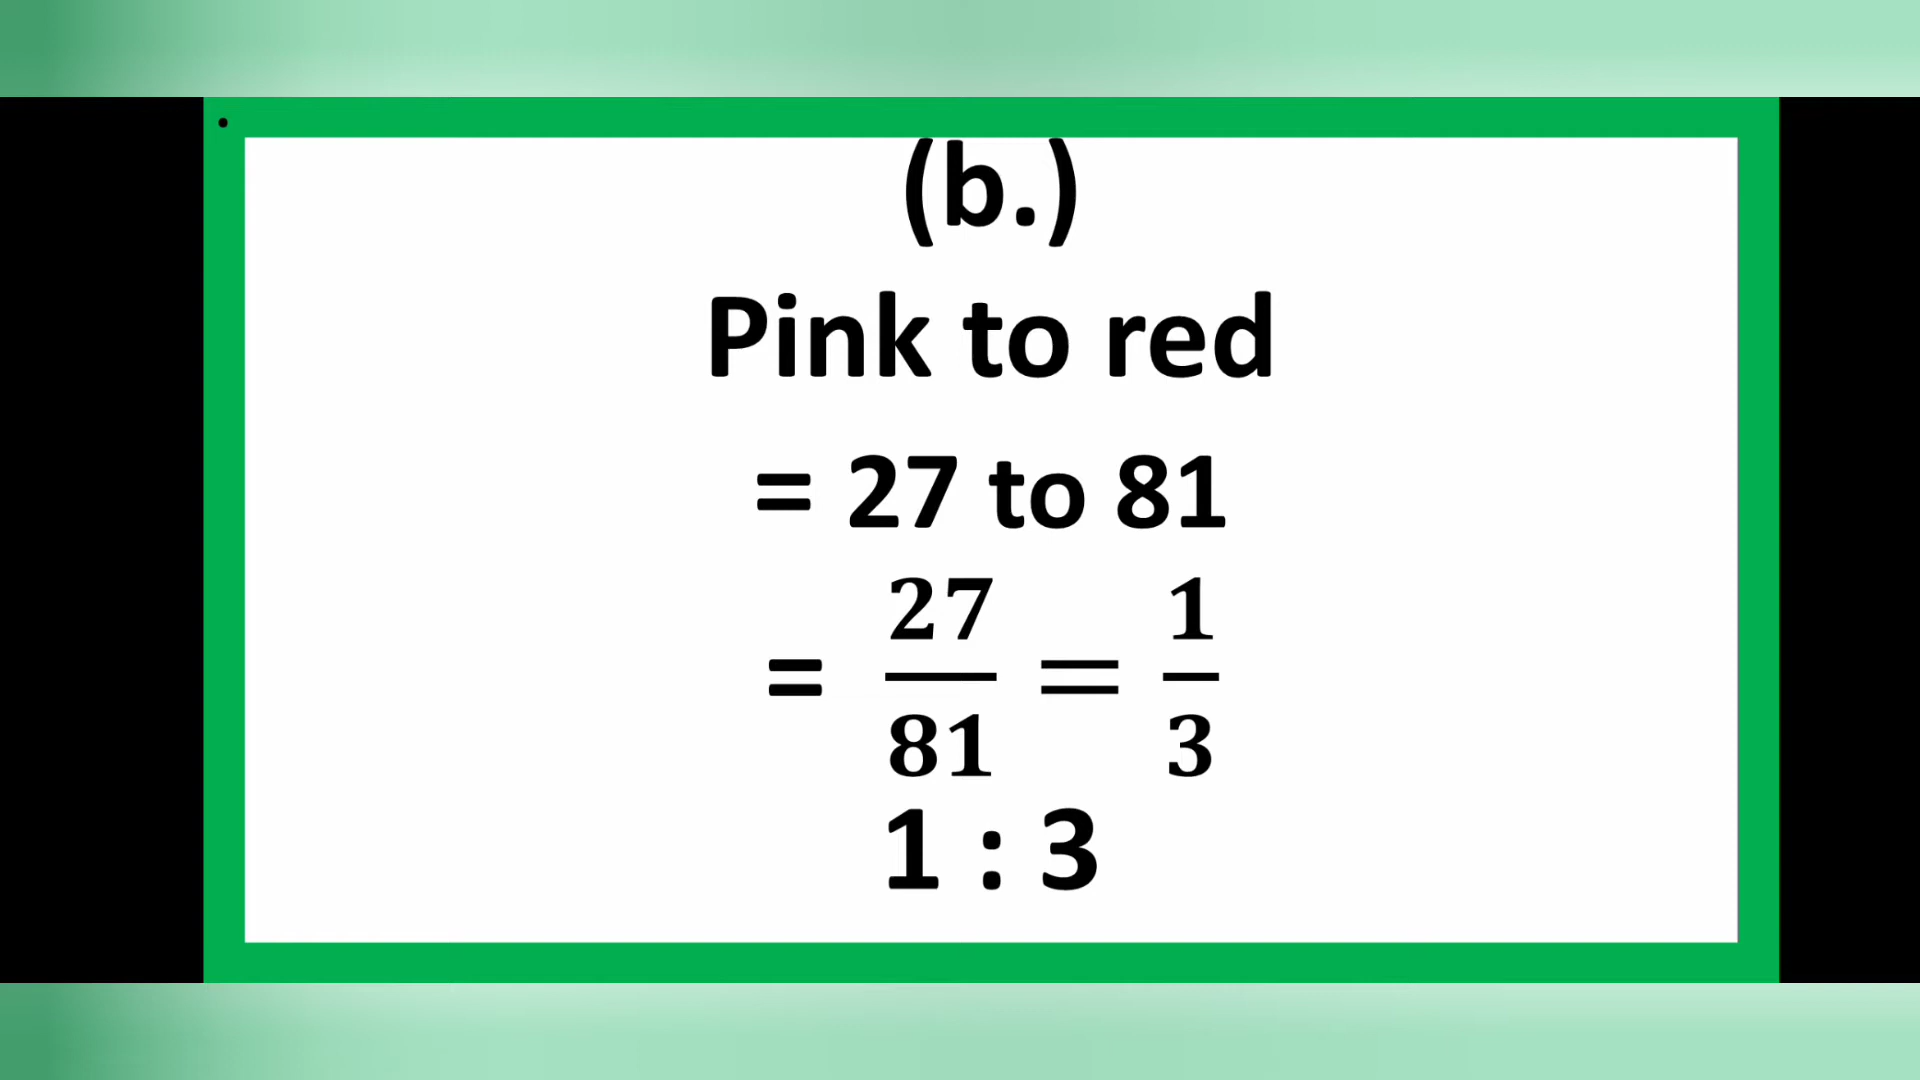 (b.)
Pink to red
= 27 to 81
= 27/81 = 1/3
1 : 3